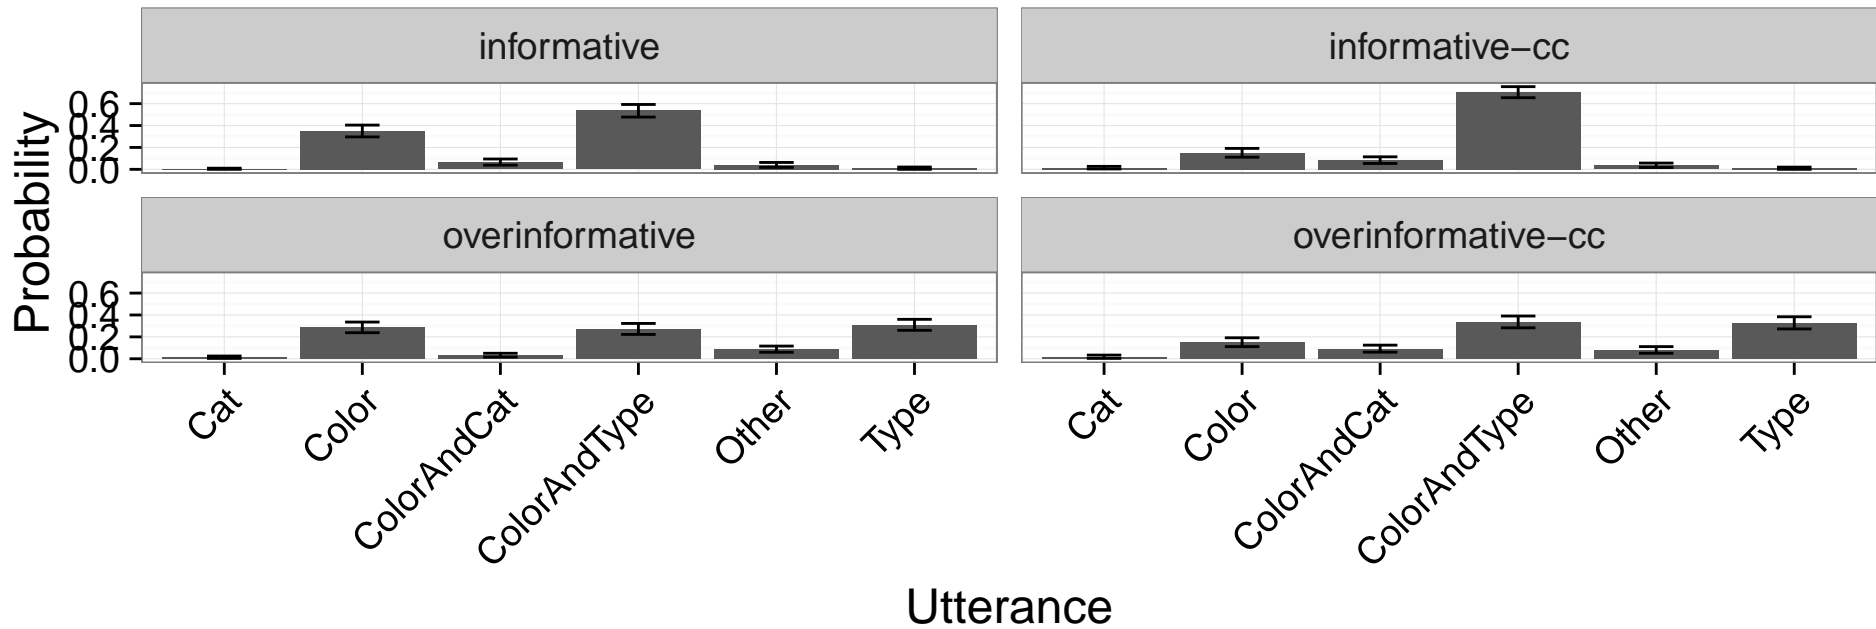 informative
informative−cc
0.6
0.4
0.2
0.0
overinformative
overinformative−cc
0.6
0.4
0.2
0.0
Cat
Color
ColorAndCat
ColorAndType
Other
Type
Cat
Color
ColorAndCat
ColorAndType
Other
Type
Utterance
Probability